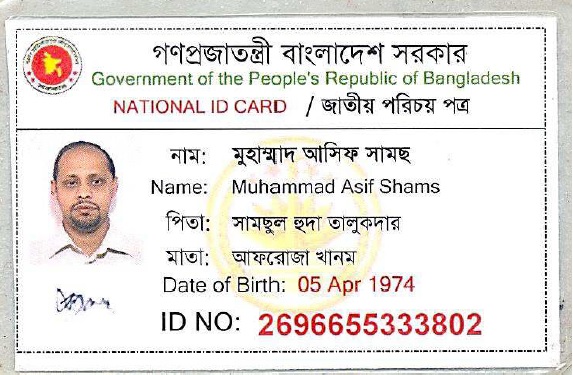 গণপ্রজাতন্ত্রী বাংলাদেশ সরকার
Government of the People's Republic of Bangladesh
NATIONAL ID CARD / জাতীয় পরিচয় পত্র
নাম: মুহাম্মাদ আসিফ সামছ
Name: Muhammad Asif Shams
পিতা: সামছুল হুদা তালুকদার
মাতা: আফরোজা খানম
Date of Birth: 05 Apr 1974
ID NO: 2696655333802